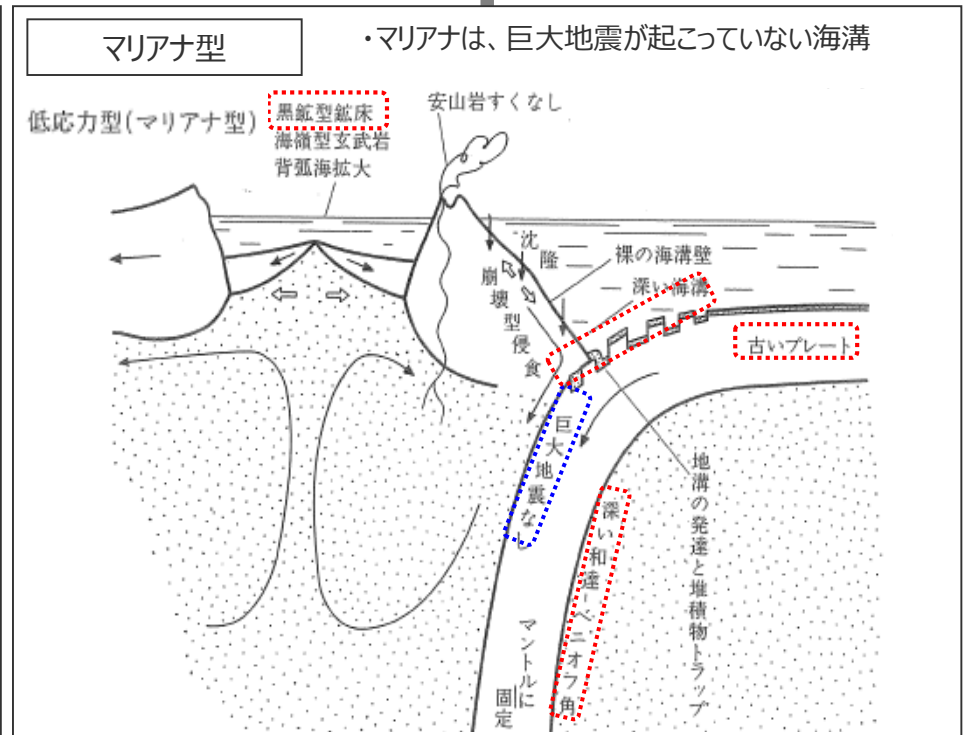 マリアナ型
・マリアナは、巨大地震が起こっていない海溝
低応力型(マリアナ型)
黒鉱型鉱床
海嶺型玄武岩
背弧海拡大
安山岩すくなし
沈降
崩壊型侵食
裸の海溝壁
深い海溝
古いプレート
巨大地震なし
深い和達-ベニオフ角
地溝の発達と堆積物トラップ
マントルに固定